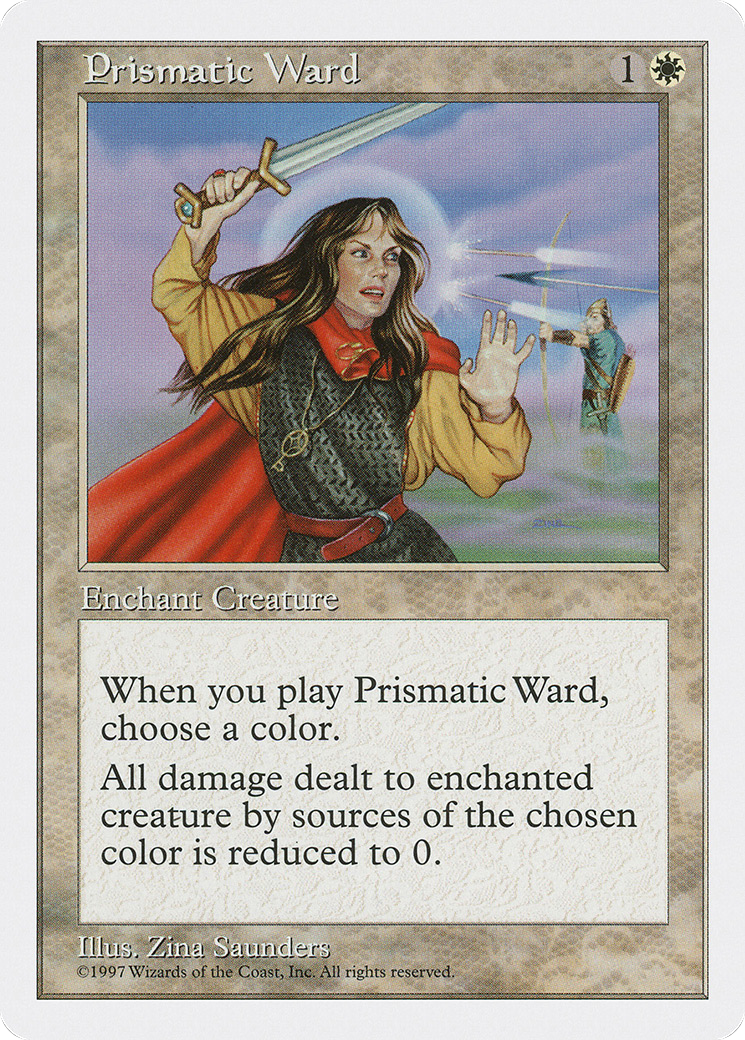 Prismatic Ward 1
Enchant Creature
When you play Prismatic Ward,
choose a color.
All damage dealt to enchanted
creature by sources of the chosen
color is reduced to 0.
Illus. Zina Saunders
©1997 Wizards of the Coast, Inc. All rights reserved.